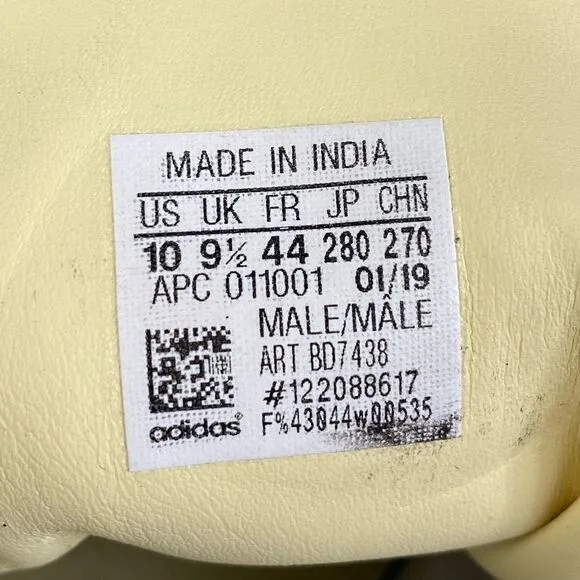 MADE IN INDIA
US UK FR JP CHN
10 9½ 44 280 270
APC 011001 01/19
MALE/MÂLE
ART BD7438
#122088617
adidas® F%43044w00535